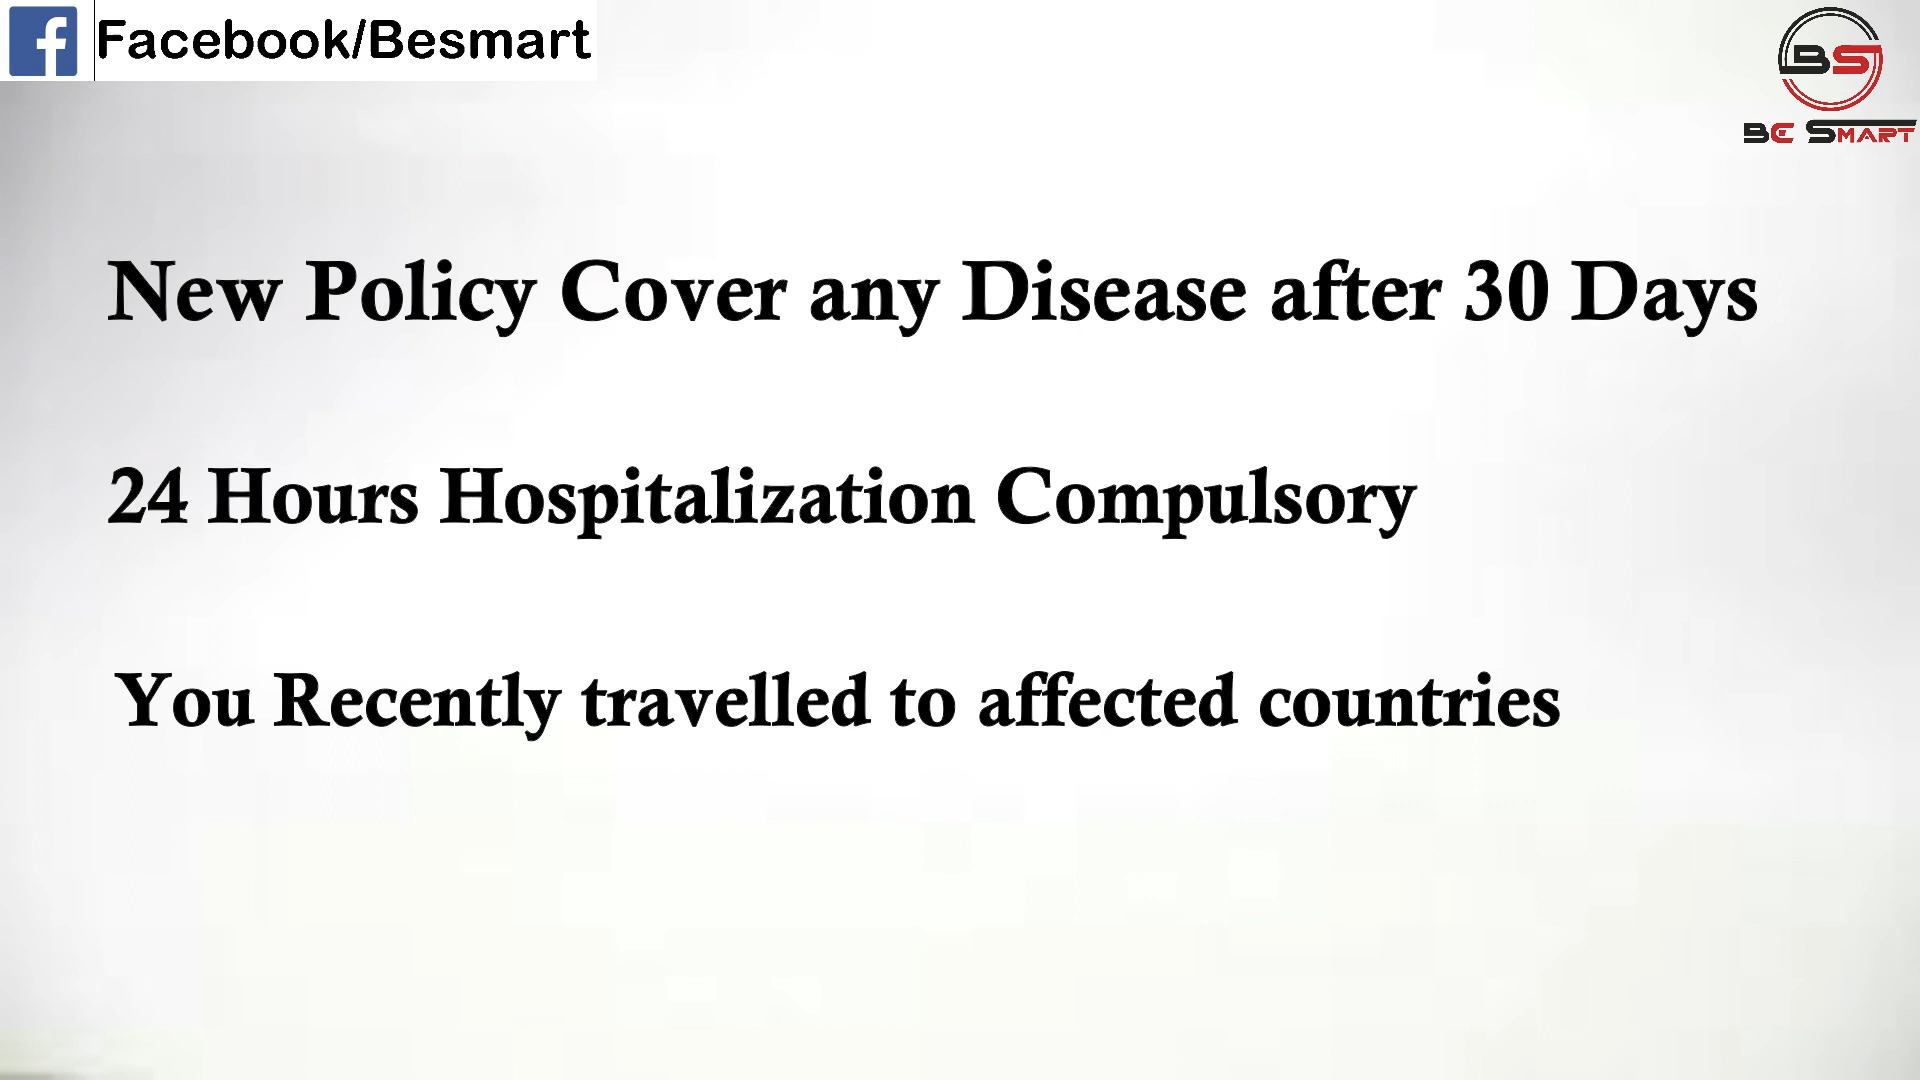 Facebook/Besmart
BS
BE SMART
New Policy Cover any Disease after 30 Days
24 Hours Hospitalization Compulsory
You Recently travelled to affected countries